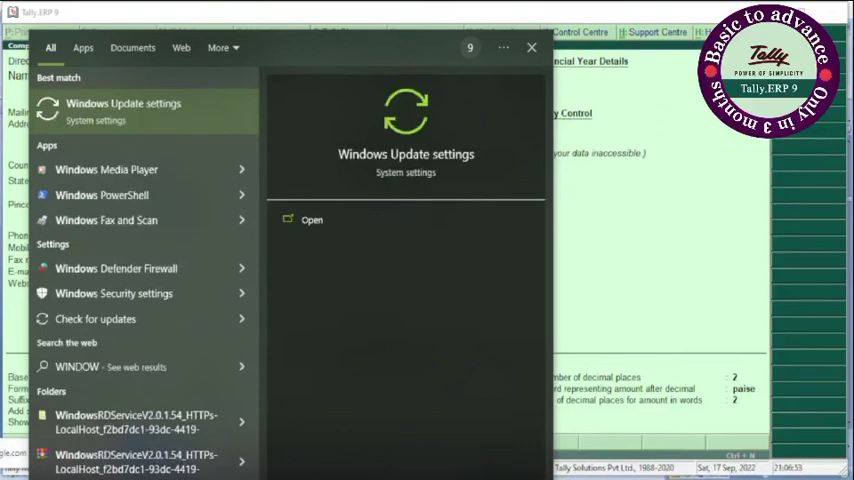 Tally.ERP 9
All
Apps
Documents
Web
More
9
Best match
Windows Update settings
System settings
Apps
Windows Media Player
Windows PowerShell
Windows Fax and Scan
Settings
Windows Defender Firewall
Windows Security settings
Check for updates
Search the web
WINDOW - See web results
Folders
WindowsRDServiceV2.0.1.54_HTTPs-
LocalHost_f2bd7dc1-93dc-4419-
WindowsRDServiceV2.0.1.54_HTTPs-
LocalHost_f2bd7dc1-93dc-4419-
Windows Update settings
System settings
Open
Control Centre
H: Support Centre
ncial Year Details
y Control
your data inaccessible.)
mber of decimal places : 2
rd representing amount after decimal : paise
of decimal places for amount in words : 2
Ctrl + N
Tally Solutions Pvt Ltd., 1988-2020
Sat, 17 Sep, 2022
21:06:53
Basic to advance
Tally
POWER OF SIMPLICITY
Tally.ERP 9
Only in 3 months